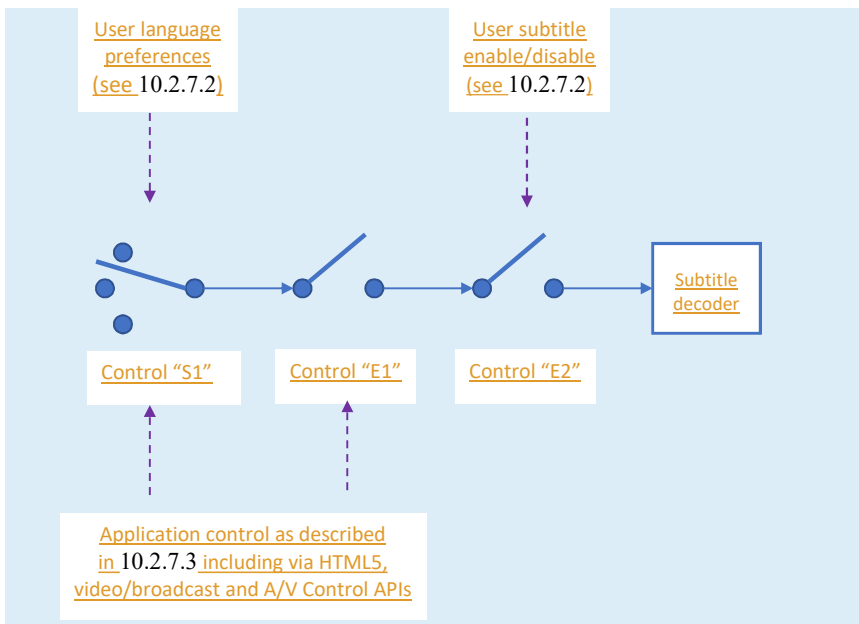 User language
preferences
(see 10.2.7.2)
User subtitle
enable/disable
(see 10.2.7.2)
Subtitle
decoder
Control “S1”
Control “E1”
Control “E2”
Application control as described
in 10.2.7.3 including via HTML5,
video/broadcast and A/V Control APIs